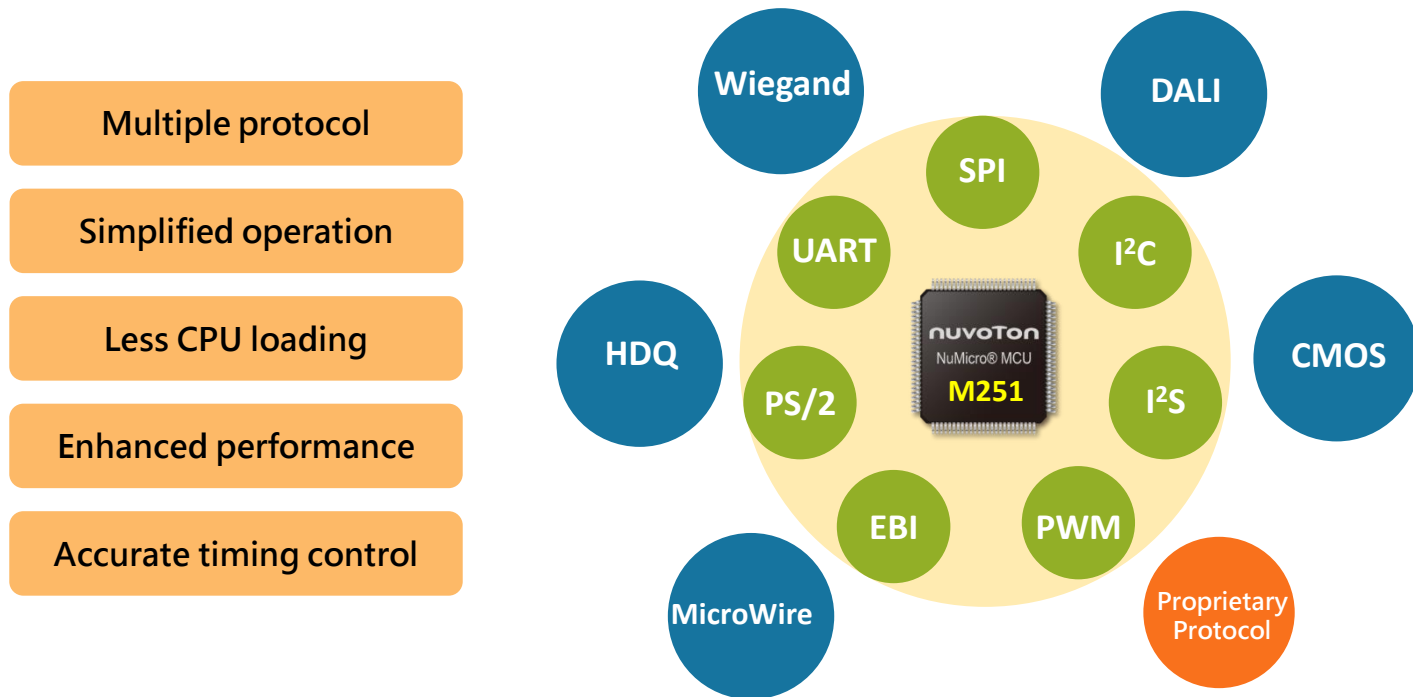 Multiple protocol
Simplified operation
Less CPU loading
Enhanced performance
Accurate timing control
Wiegand
DALI
SPI
UART
I²C
HDQ
nuvoTon
NuMicro® MCU
M251
CMOS
PS/2
I²S
EBI
PWM
MicroWire
Proprietary
Protocol